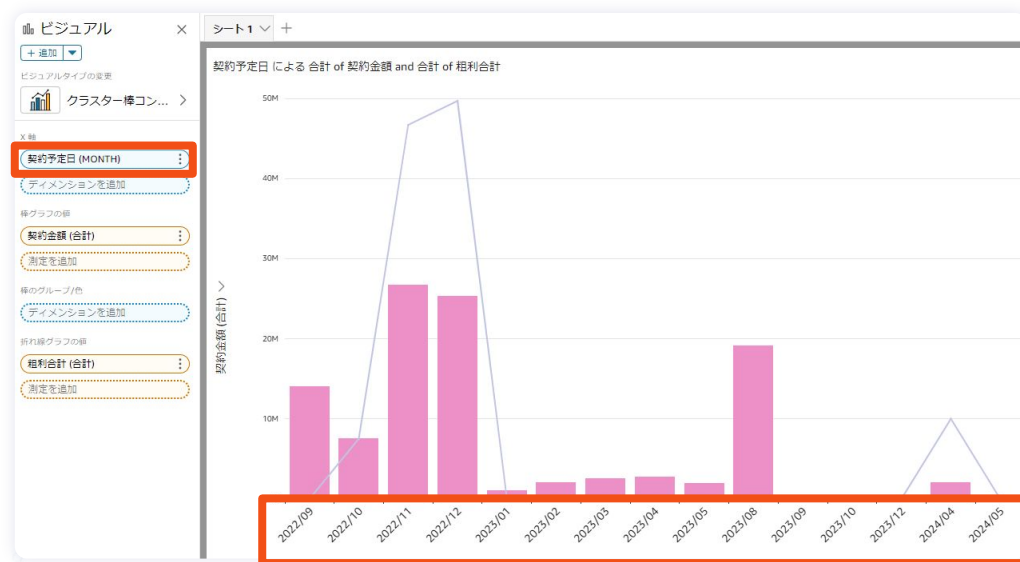 ビジュアル
×
+ 追加
ビジュアルタイプの変更
クラスター棒コン...
X 軸
契約予定日 (MONTH)
ディメンションを追加
棒グラフの値
契約金額 (合計)
測定を追加
棒のグループ/色
ディメンションを追加
折れ線グラフの値
粗利合計 (合計)
測定を追加
シート 1
+
契約予定日 による 合計 of 契約金額 and 合計 of 粗利合計
50M
40M
30M
20M
10M
契約金額 (合計)
2022/09
2022/10
2022/11
2022/12
2023/01
2023/02
2023/03
2023/04
2023/05
2023/08
2023/09
2023/10
2023/12
2024/04
2024/05